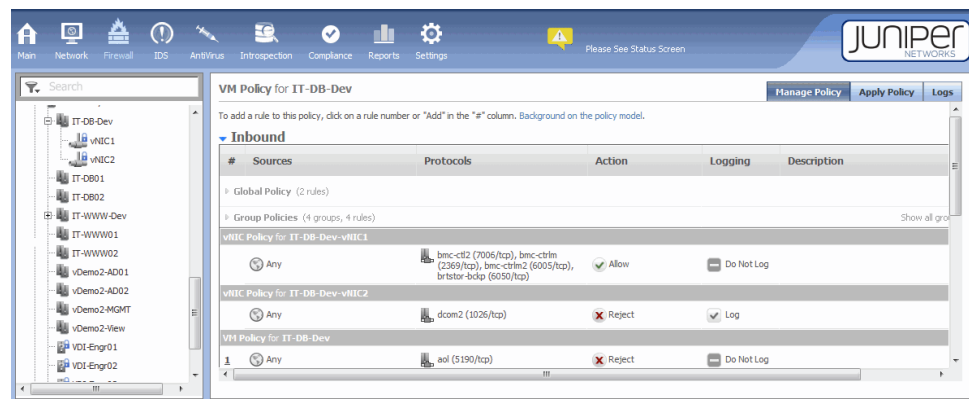 Main
Network
Firewall
IDS
AntiVirus
Introspection
Compliance
Reports
Settings
Please See Status Screen
JUNIPEr
NETWORKS
Search
IT-DB-Dev
vNIC1
vNIC2
IT-DB01
IT-DB02
IT-WWW-Dev
IT-WWW01
IT-WWW02
vDemo2-AD01
vDemo2-AD02
vDemo2-MGMT
vDemo2-View
VDI-Engr01
VDI-Engr02
VM Policy for IT-DB-Dev
Manage Policy
Apply Policy
Logs
To add a rule to this policy, click on a rule number or "Add" in the "#" column. Background on the policy model.
Inbound
# Sources Protocols Action Logging Description
Global Policy (2 rules)
Group Policies (4 groups, 4 rules) Show all gro
vNIC Policy for IT-DB-Dev-vNIC1
Any
bmc-ctl2 (7006/tcp), bmc-ctrlm
(2369/tcp), bmc-ctrlm2 (6005/tcp),
brtstor-bckp (6050/tcp)
Allow
Do Not Log
vNIC Policy for IT-DB-Dev-vNIC2
Any dcom2 (1026/tcp) Reject Log
VM Policy for IT-DB-Dev
1 Any aol (5190/tcp) Reject Do Not Log